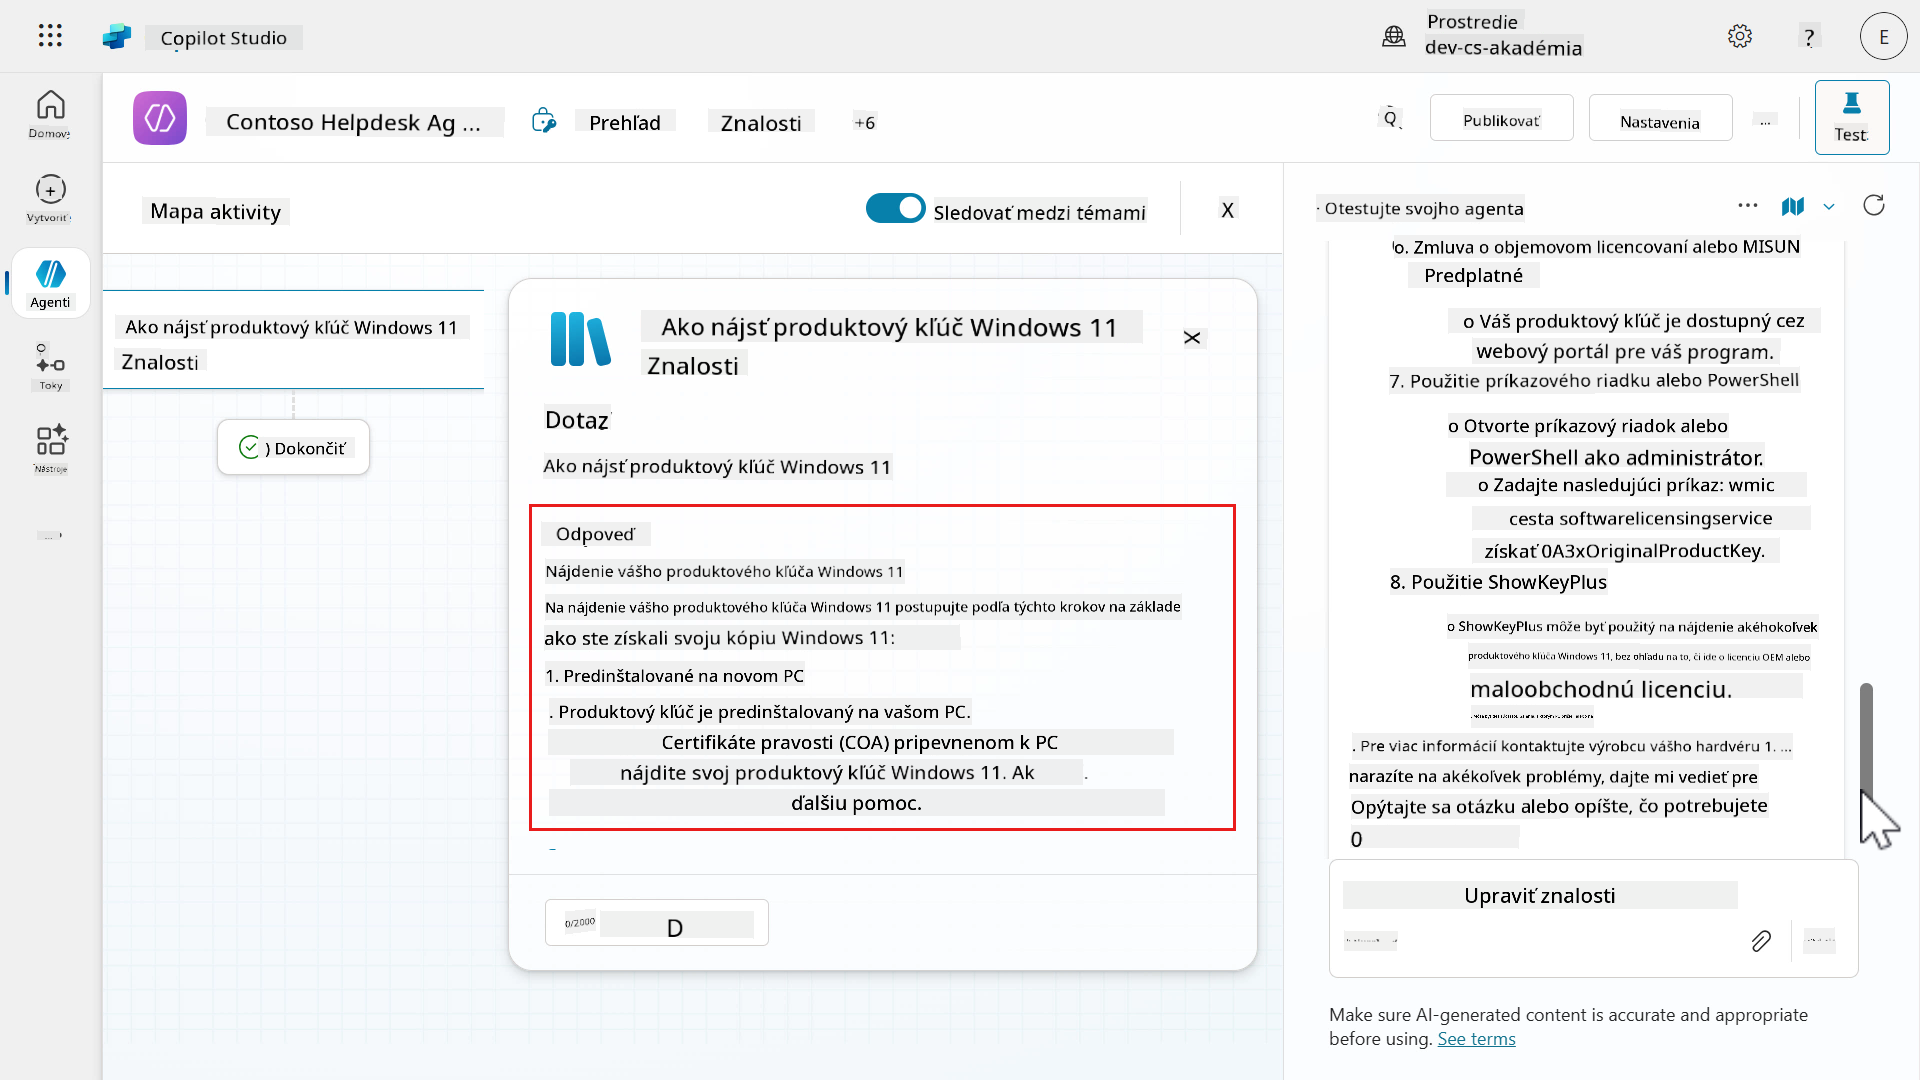 Copilot Studio
Prostredie
dev-cs-akadémia
?
E
Domov
Vytvoriť
Agenti
Toky
Nástroje
...
Contoso Helpdesk Ag ...
Prehľad
Znalosti
+6
Publikovať
Nastavenia
...
Test
Mapa aktivity
Sledovať medzi témami
X
Ako nájsť produktový kľúč Windows 11
Znalosti
) Dokončiť
Ako nájsť produktový kľúč Windows 11
Znalosti
Dotaz
Ako nájsť produktový kľúč Windows 11
Odpoveď
Nájdenie vášho produktového kľúča Windows 11
Na nájdenie vášho produktového kľúča Windows 11 postupujte podľa týchto krokov na základe
ako ste získali svoju kópiu Windows 11:
1. Predinštalované na novom PC
. Produktový kľúč je predinštalovaný na vašom PC.
Certifikáte pravosti (COA) pripevnenom k PC
nájdite svoj produktový kľúč Windows 11. Ak
ďalšiu pomoc.
0/2000
D
· Otestujte svojho agenta
6. Zmluva o objemovom licencovaní alebo MISUN
Predplatné
o Váš produktový kľúč je dostupný cez
webový portál pre váš program.
7. Použitie príkazového riadku alebo PowerShell
o Otvorte príkazový riadok alebo
PowerShell ako administrátor.
o Zadajte nasledujúci príkaz: wmic
cesta softwarelicensingservice
získať 0A3xOriginalProductKey.
8. Použitie ShowKeyPlus
o ShowKeyPlus môže byť použitý na nájdenie akéhokoľvek
produktového kľúča Windows 11, bez ohľadu na to, či ide o licenciu OEM alebo
maloobchodnú licenciu.
. Pre viac informácií kontaktujte výrobcu vášho hardvéru 1. ...
narazíte na akékoľvek problémy, dajte mi vedieť pre
Opýtajte sa otázku alebo opíšte, čo potrebujete
0
Upraviť znalosti
Make sure AI-generated content is accurate and appropriate
before using. See terms